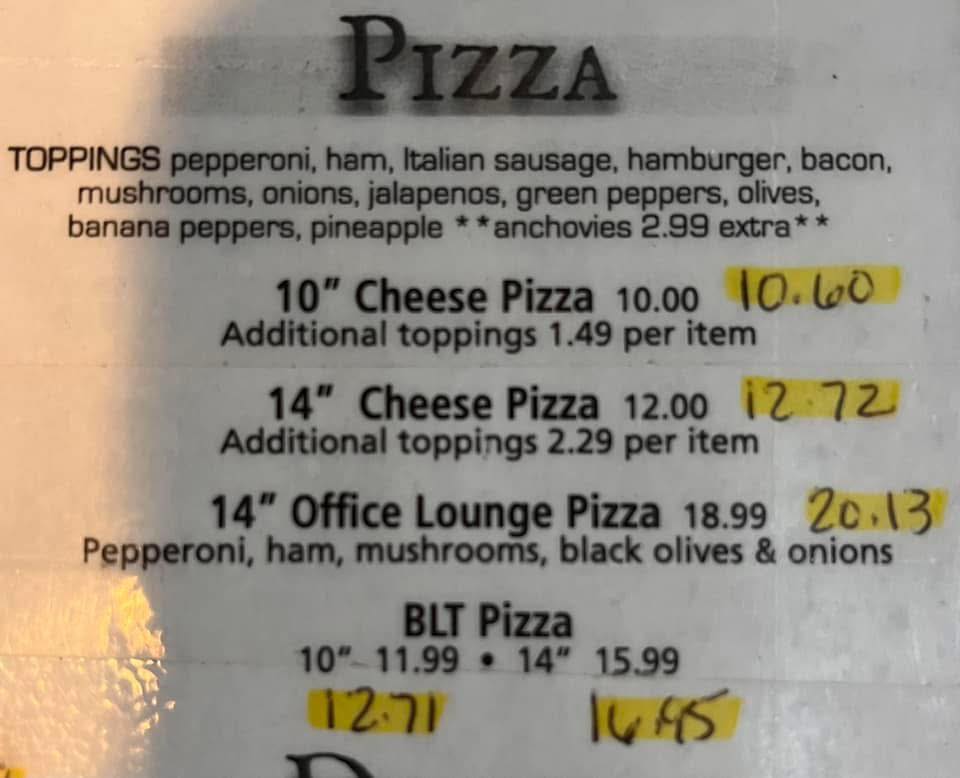 PIZZA
TOPPINGS pepperoni, ham, Italian sausage, hamburger, bacon,
mushrooms, onions, jalapenos, green peppers, olives,
banana peppers, pineapple **anchovies 2.99 extra**
10" Cheese Pizza 10.00 10.60
Additional toppings 1.49 per item
14" Cheese Pizza 12.00 12.72
Additional toppings 2.29 per item
14" Office Lounge Pizza 18.99 20.13
Pepperoni, ham, mushrooms, black olives & onions
BLT Pizza
10" 11.99 • 14" 15.99
12.71 16.95